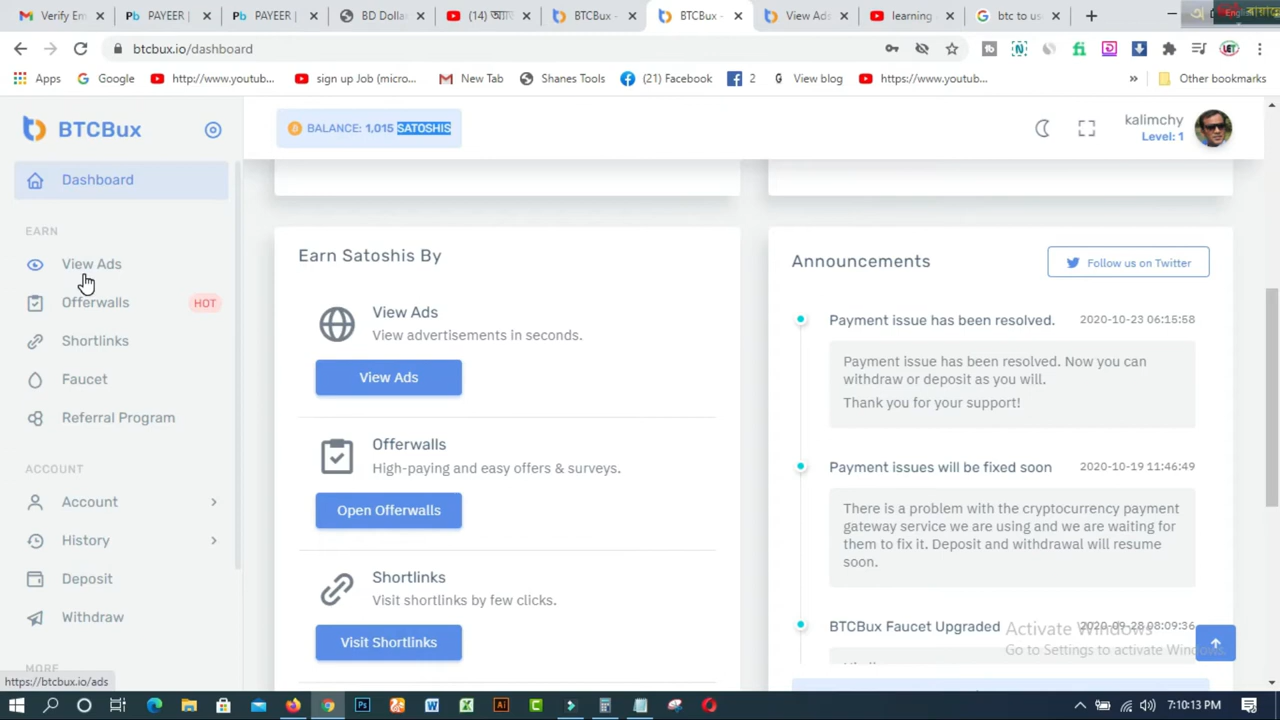 Verify Em
PAYEER
PAYEER
BD Dollar
(14)
BTCBux -
BTCBux -
View Ads
learning
btc to us
English
btcbux.io/dashboard
Apps
Google
http://www.youtub...
sign up Job (micro...
New Tab
Shanes Tools
(21) Facebook
2
View blog
https://www.youtub...
»
Other bookmarks
BTCBux
BALANCE: 1,015 SATOSHIS
kalimchy
Level: 1
Dashboard
EARN
View Ads
Offerwalls
HOT
Shortlinks
Faucet
Referral Program
ACCOUNT
Account
History
Deposit
Withdraw
MORE
https://btcbux.io/ads
Earn Satoshis By
View Ads
View advertisements in seconds.
View Ads
Offerwalls
High-paying and easy offers & surveys.
Open Offerwalls
Shortlinks
Visit shortlinks by few clicks.
Visit Shortlinks
Announcements
Follow us on Twitter
Payment issue has been resolved.
2020-10-23 06:15:58
Payment issue has been resolved. Now you can
withdraw or deposit as you will.
Thank you for your support!
Payment issues will be fixed soon
2020-10-19 11:46:49
There is a problem with the cryptocurrency payment
gateway service we are using and we are waiting for
them to fix it. Deposit and withdrawal will resume
soon.
BTCBux Faucet Upgraded
2020-09-28 08:09:36
Activate Windows
Go to Settings to activate Windows.
7:10:13 PM